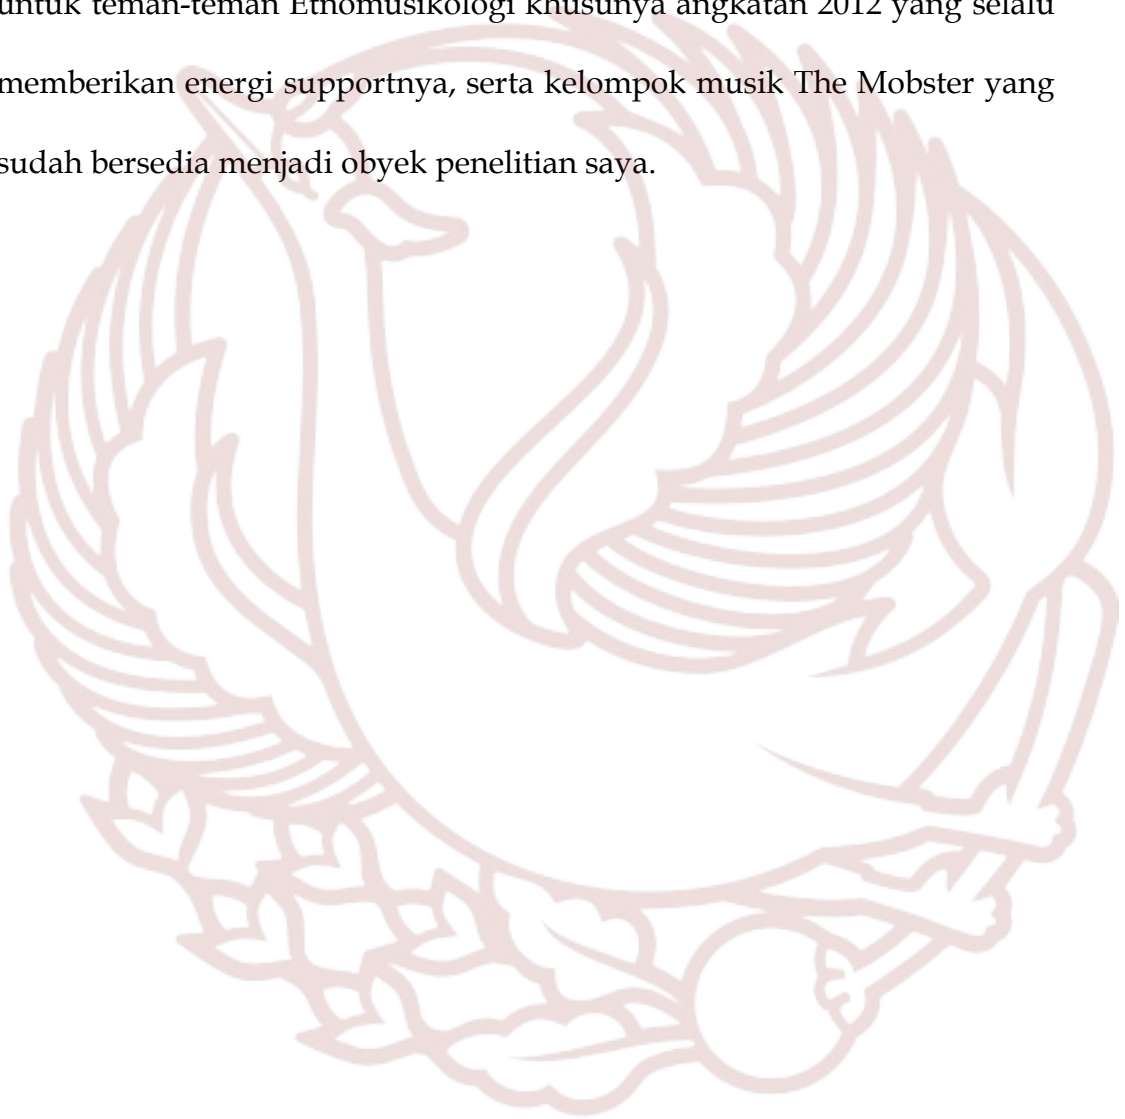 untuk teman-teman Etnomusikologi khusunya angkatan 2012 yang selalu
memberikan energi supportnya, serta kelompok musik The Mobster yang
sudah bersedia menjadi obyek penelitian saya.